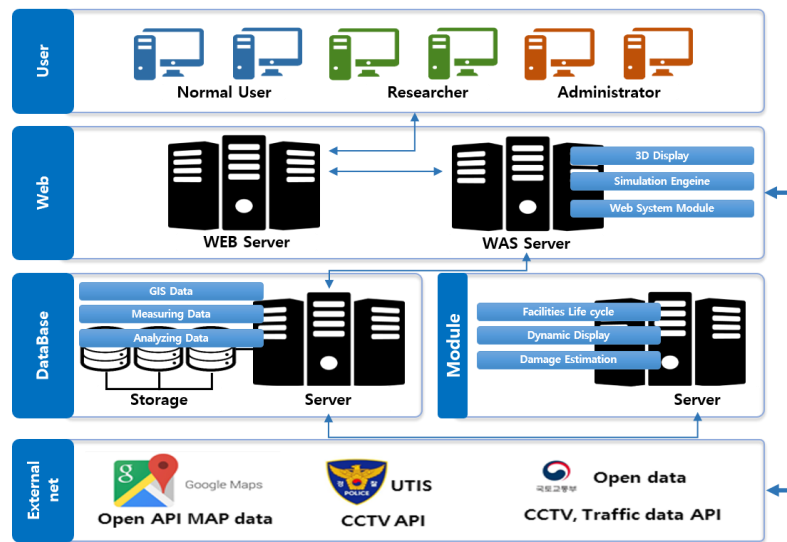 User
Normal User
Researcher
Administrator
Web
WEB Server
WAS Server
3D Display
Simulation Engeine
Web System Module
DataBase
GIS Data
Measuring Data
Analyzing Data
Storage
Server
Module
Facilities Life cycle
Dynamic Display
Damage Estimation
Server
External
net
g
Google Maps
Open API MAP data
경찰
POLICE
UTIS
CCTV API
국토교통부
Open data
CCTV, Traffic data API